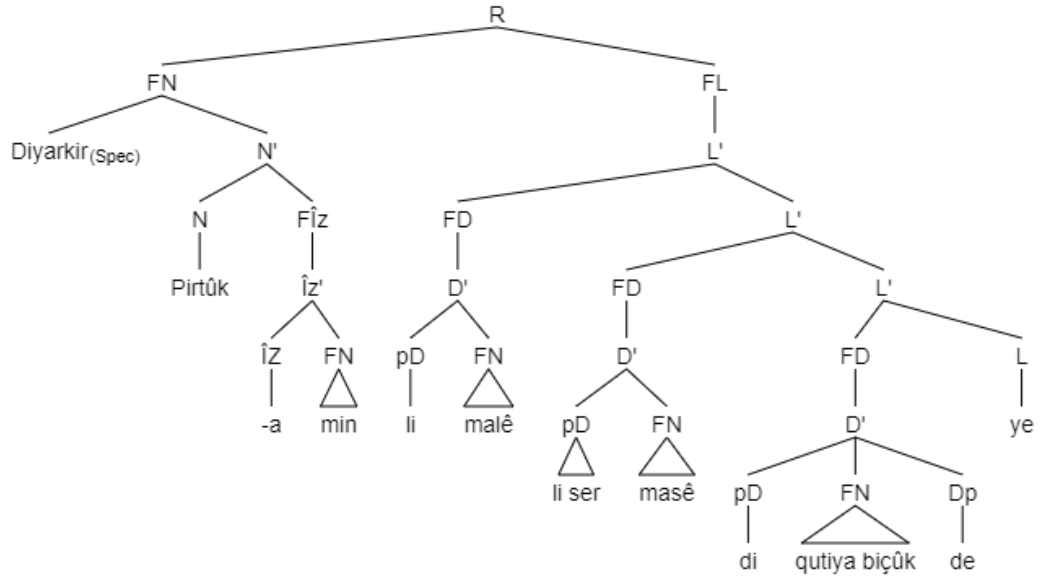 R
FN FL
Diyarkir(Spec) N' L'
N FÎz FD L'
Pirtûk Îz' D' FD L'
ÎZ FN pD FN D' FD L
-a min li malê pD FN D' ye
li ser masê pD FN Dp
di qutiya biçûk de